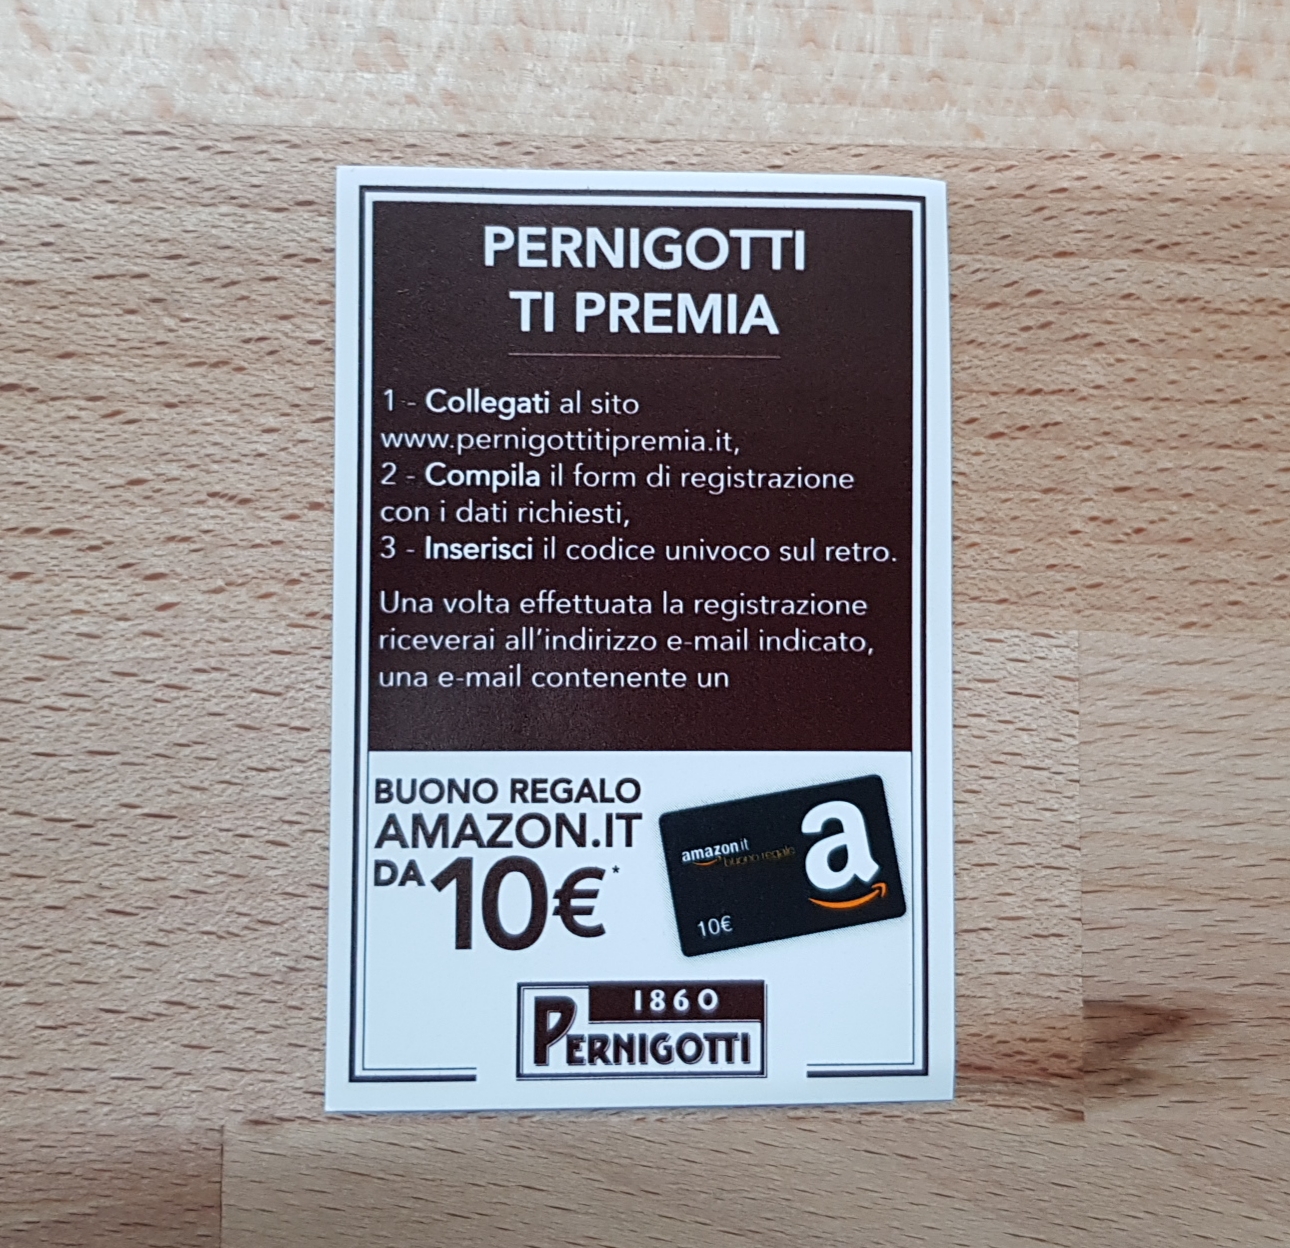 PERNIGOTTI
TI PREMIA
1 - Collegati al sito
www.pernigottitipremia.it,
2 - Compila il form di registrazione
con i dati richiesti,
3 - Inserisci il codice univoco sul retro.
Una volta effettuata la registrazione
riceverai all'indirizzo e-mail indicato,
una e-mail contenente un
BUONO REGALO
AMAZON.IT
DA 10€*
amazon.it
buono regalo
a
10€
1860
PERNIGOTTI